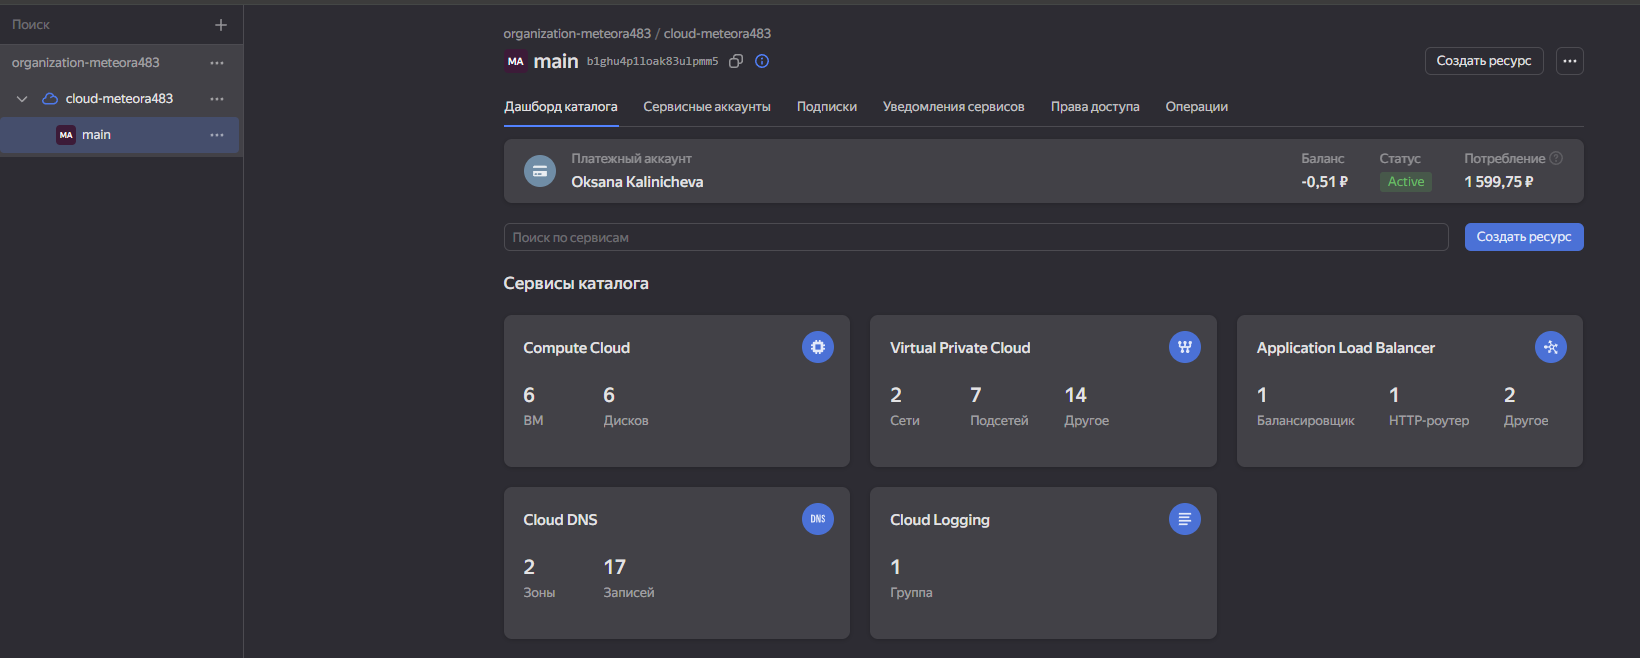 Поиск
organization-meteora483
cloud-meteora483
MA main
organization-meteora483 / cloud-meteora483
MA main b1ghu4p1loak83ulpmm5
Создать ресурс
Дашборд каталога Сервисные аккаунты Подписки Уведомления сервисов Права доступа Операции
Платежный аккаунт
Oksana Kalinicheva
Баланс Статус Потребление
-0,51 ₽ Active 1 599,75 ₽
Поиск по сервисам
Создать ресурс
Сервисы каталога
Compute Cloud
6 6
ВМ Дисков
Virtual Private Cloud
2 7 14
Сети Подсетей Другое
Application Load Balancer
1 1 2
Балансировщик HTTP-роутер Другое
Cloud DNS
DNS
2 17
Зоны Записей
Cloud Logging
1
Группа